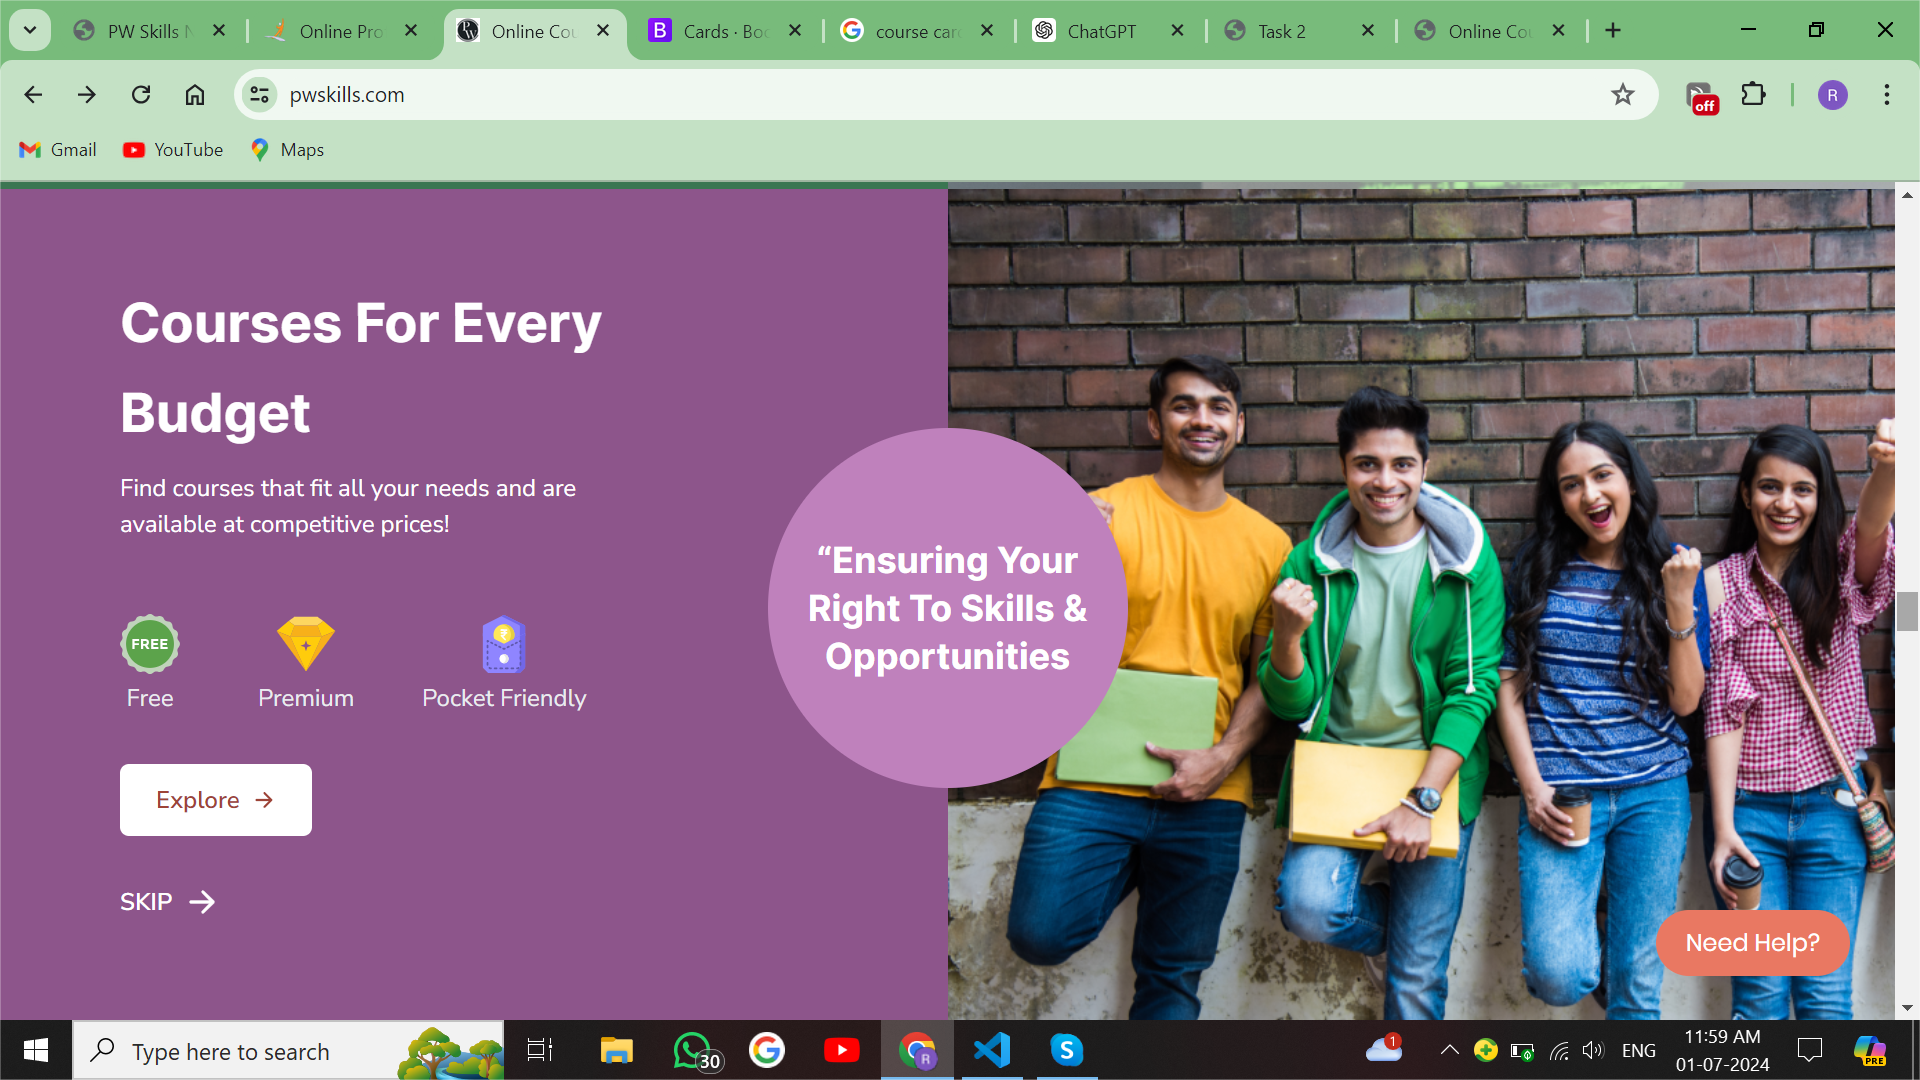 PW Skills
Online Pro
Online Cou
Cards · Boo
course card
ChatGPT
Task 2
Online Cou
pwskills.com
off
R
Gmail
YouTube
Maps
Courses For Every
Budget
Find courses that fit all your needs and are
available at competitive prices!
FREE
Free
Premium
Pocket Friendly
Explore
SKIP
“Ensuring Your
Right To Skills &
Opportunities
Need Help?
Type here to search
30
R
1
ENG
11:59 AM
01-07-2024
PRE